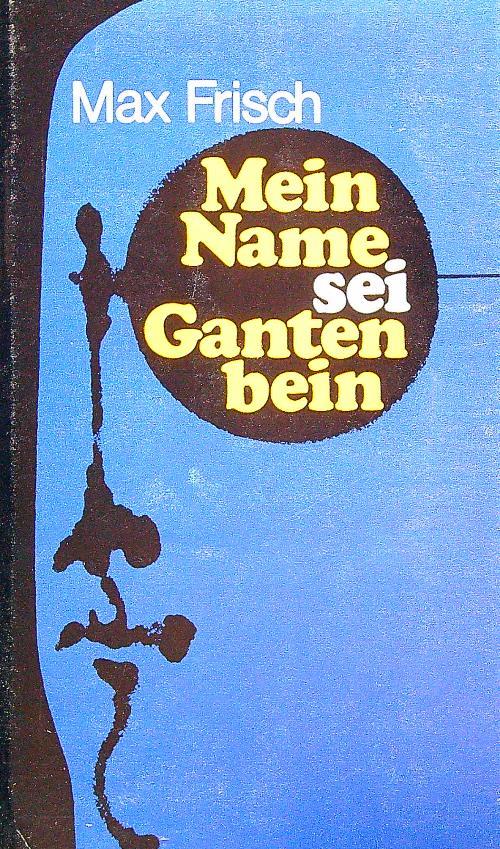 Max Frisch
Mein
Name
sei
Ganten
bein